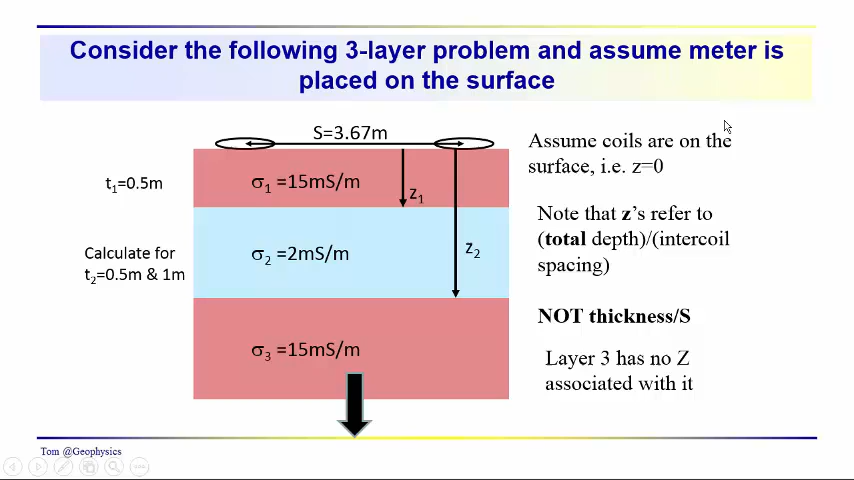 Consider the following 3-layer problem and assume meter is
placed on the surface
S=3.67m
Assume coils are on the
surface, i.e. z=0
t₁=0.5m
σ₁ =15mS/m
z₁
Note that z's refer to
(total depth)/(intercoil
spacing)
Calculate for
t₂=0.5m & 1m
σ₂ =2mS/m
z₂
NOT thickness/S
σ₃ =15mS/m
Layer 3 has no Z
associated with it
Tom @Geophysics